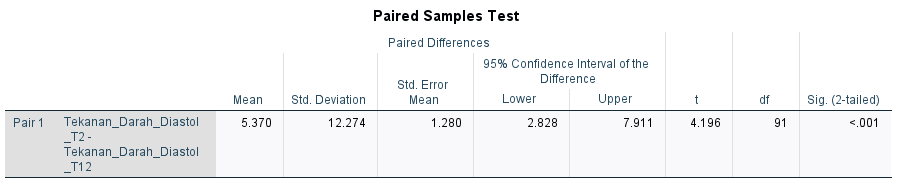 Paired Samples Test
Paired Differences
95% Confidence Interval of the
Difference
Std. Error
Mean
Mean Std. Deviation Lower Upper t df Sig. (2-tailed)
Pair 1 Tekanan_Darah_Diastol 5.370 12.274 1.280 2.828 7.911 4.196 91 <.001
_T2 -
Tekanan_Darah_Diastol
_T12